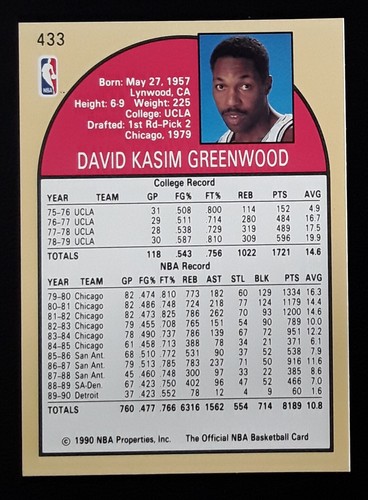 433
NBA
Born: May 27, 1957
Lynwood, CA
Height: 6-9 Weight: 225
College: UCLA
Drafted: 1st Rd-Pick 2
Chicago, 1979
DAVID KASIM GREENWOOD
College Record
YEAR TEAM GP FG% FT% REB PTS AVG
75-76 UCLA 31 .508 .800 114 152 4.9
76-77 UCLA 29 .511 .714 280 484 16.7
77-78 UCLA 28 .538 .729 289 490 17.5
78-79 UCLA 30 .587 .810 309 596 19.9
TOTALS 118 .543 .756 1022 1721 14.6
NBA Record
YEAR TEAM GP FG% FT% REB AST STL BLK PTS AVG
79-80 Chicago 82 .474 .810 773 182 60 129 1334 16.3
80-81 Chicago 82 .486 .748 724 218 77 124 1179 14.4
81-82 Chicago 82 .473 .825 786 262 70 93 1200 14.6
82-83 Chicago 79 .455 .708 765 151 54 90 789 10.0
83-84 Chicago 78 .490 .737 786 139 67 72 951 12.2
84-85 Chicago 61 .458 .713 388 78 34 21 371 6.1
85-86 San Ant. 68 .510 .772 531 90 37 52 538 7.9
86-87 San Ant. 79 .513 .785 783 237 71 50 916 11.6
87-88 San Ant. 45 .460 .748 300 97 33 22 385 8.6
88-89 SA-Den. 67 .423 .750 402 96 47 52 466 7.0
89-90 Detroit 37 .423 .552 78 12 4 9 60 1.6
TOTALS 760 .477 .766 6316 1562 554 714 8189 10.8
© 1990 NBA Properties, Inc. The Official NBA Basketball Card